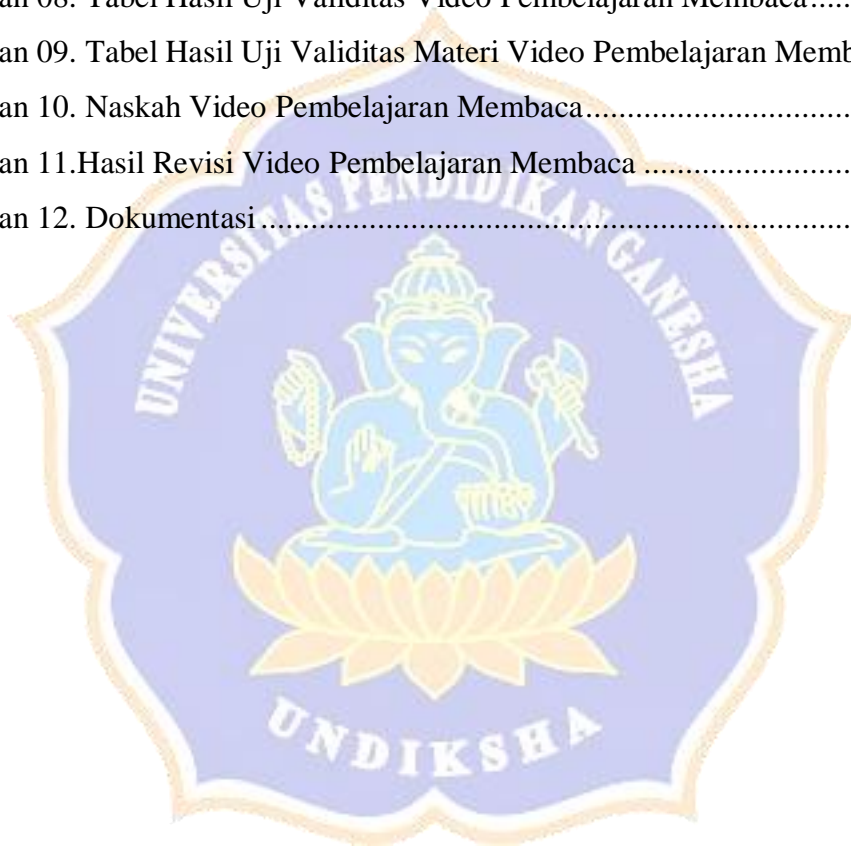 an 08. Tabel Hasil Uji Validitas Video Pembelajaran Membaca.....
an 09. Tabel Hasil Uji Validitas Materi Video Pembelajaran Memb
an 10. Naskah Video Pembelajaran Membaca.................................
an 11.Hasil Revisi Video Pembelajaran Membaca ..........................
an 12. Dokumentasi.........................................................................
UNIVERSITAS PENDIDIKAN GANESHA
UNDIKSHA